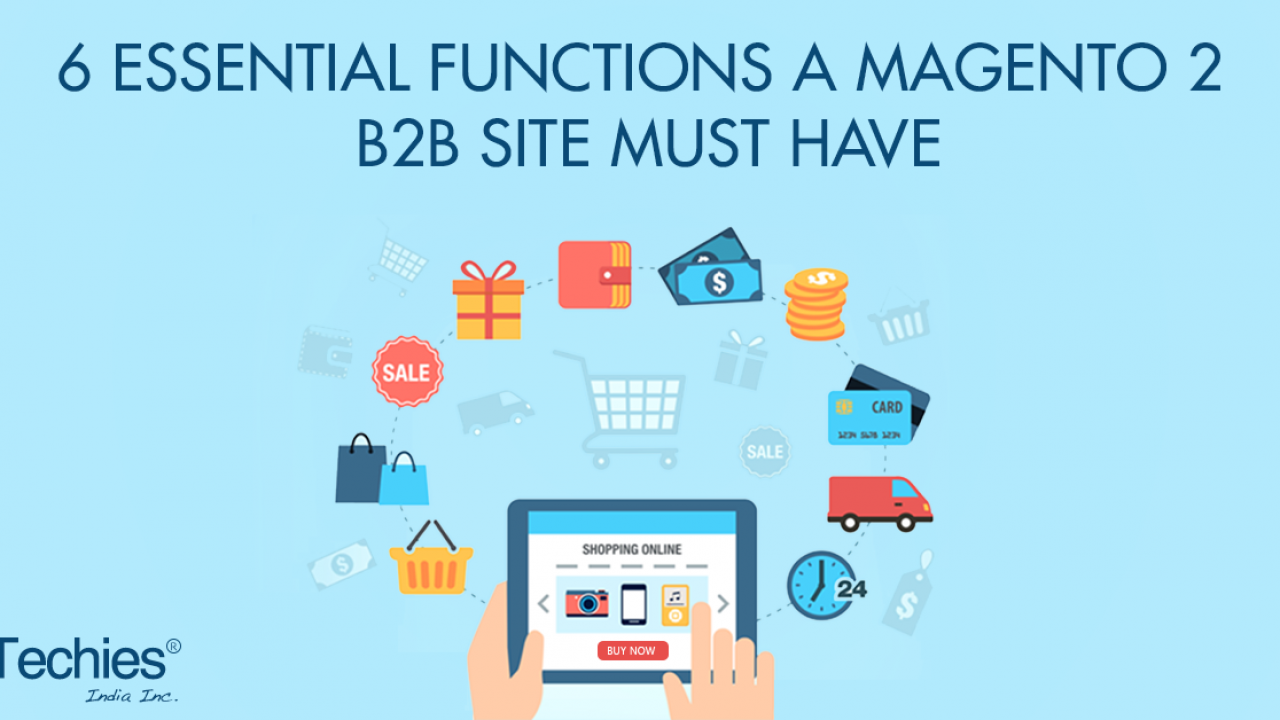 6 ESSENTIAL FUNCTIONS A MAGENTO 2
B2B SITE MUST HAVE
SALE
CARD
1234 5678 1234
SALE
SHOPPING ONLINE
24
BUY NOW
Techies®
India Inc.